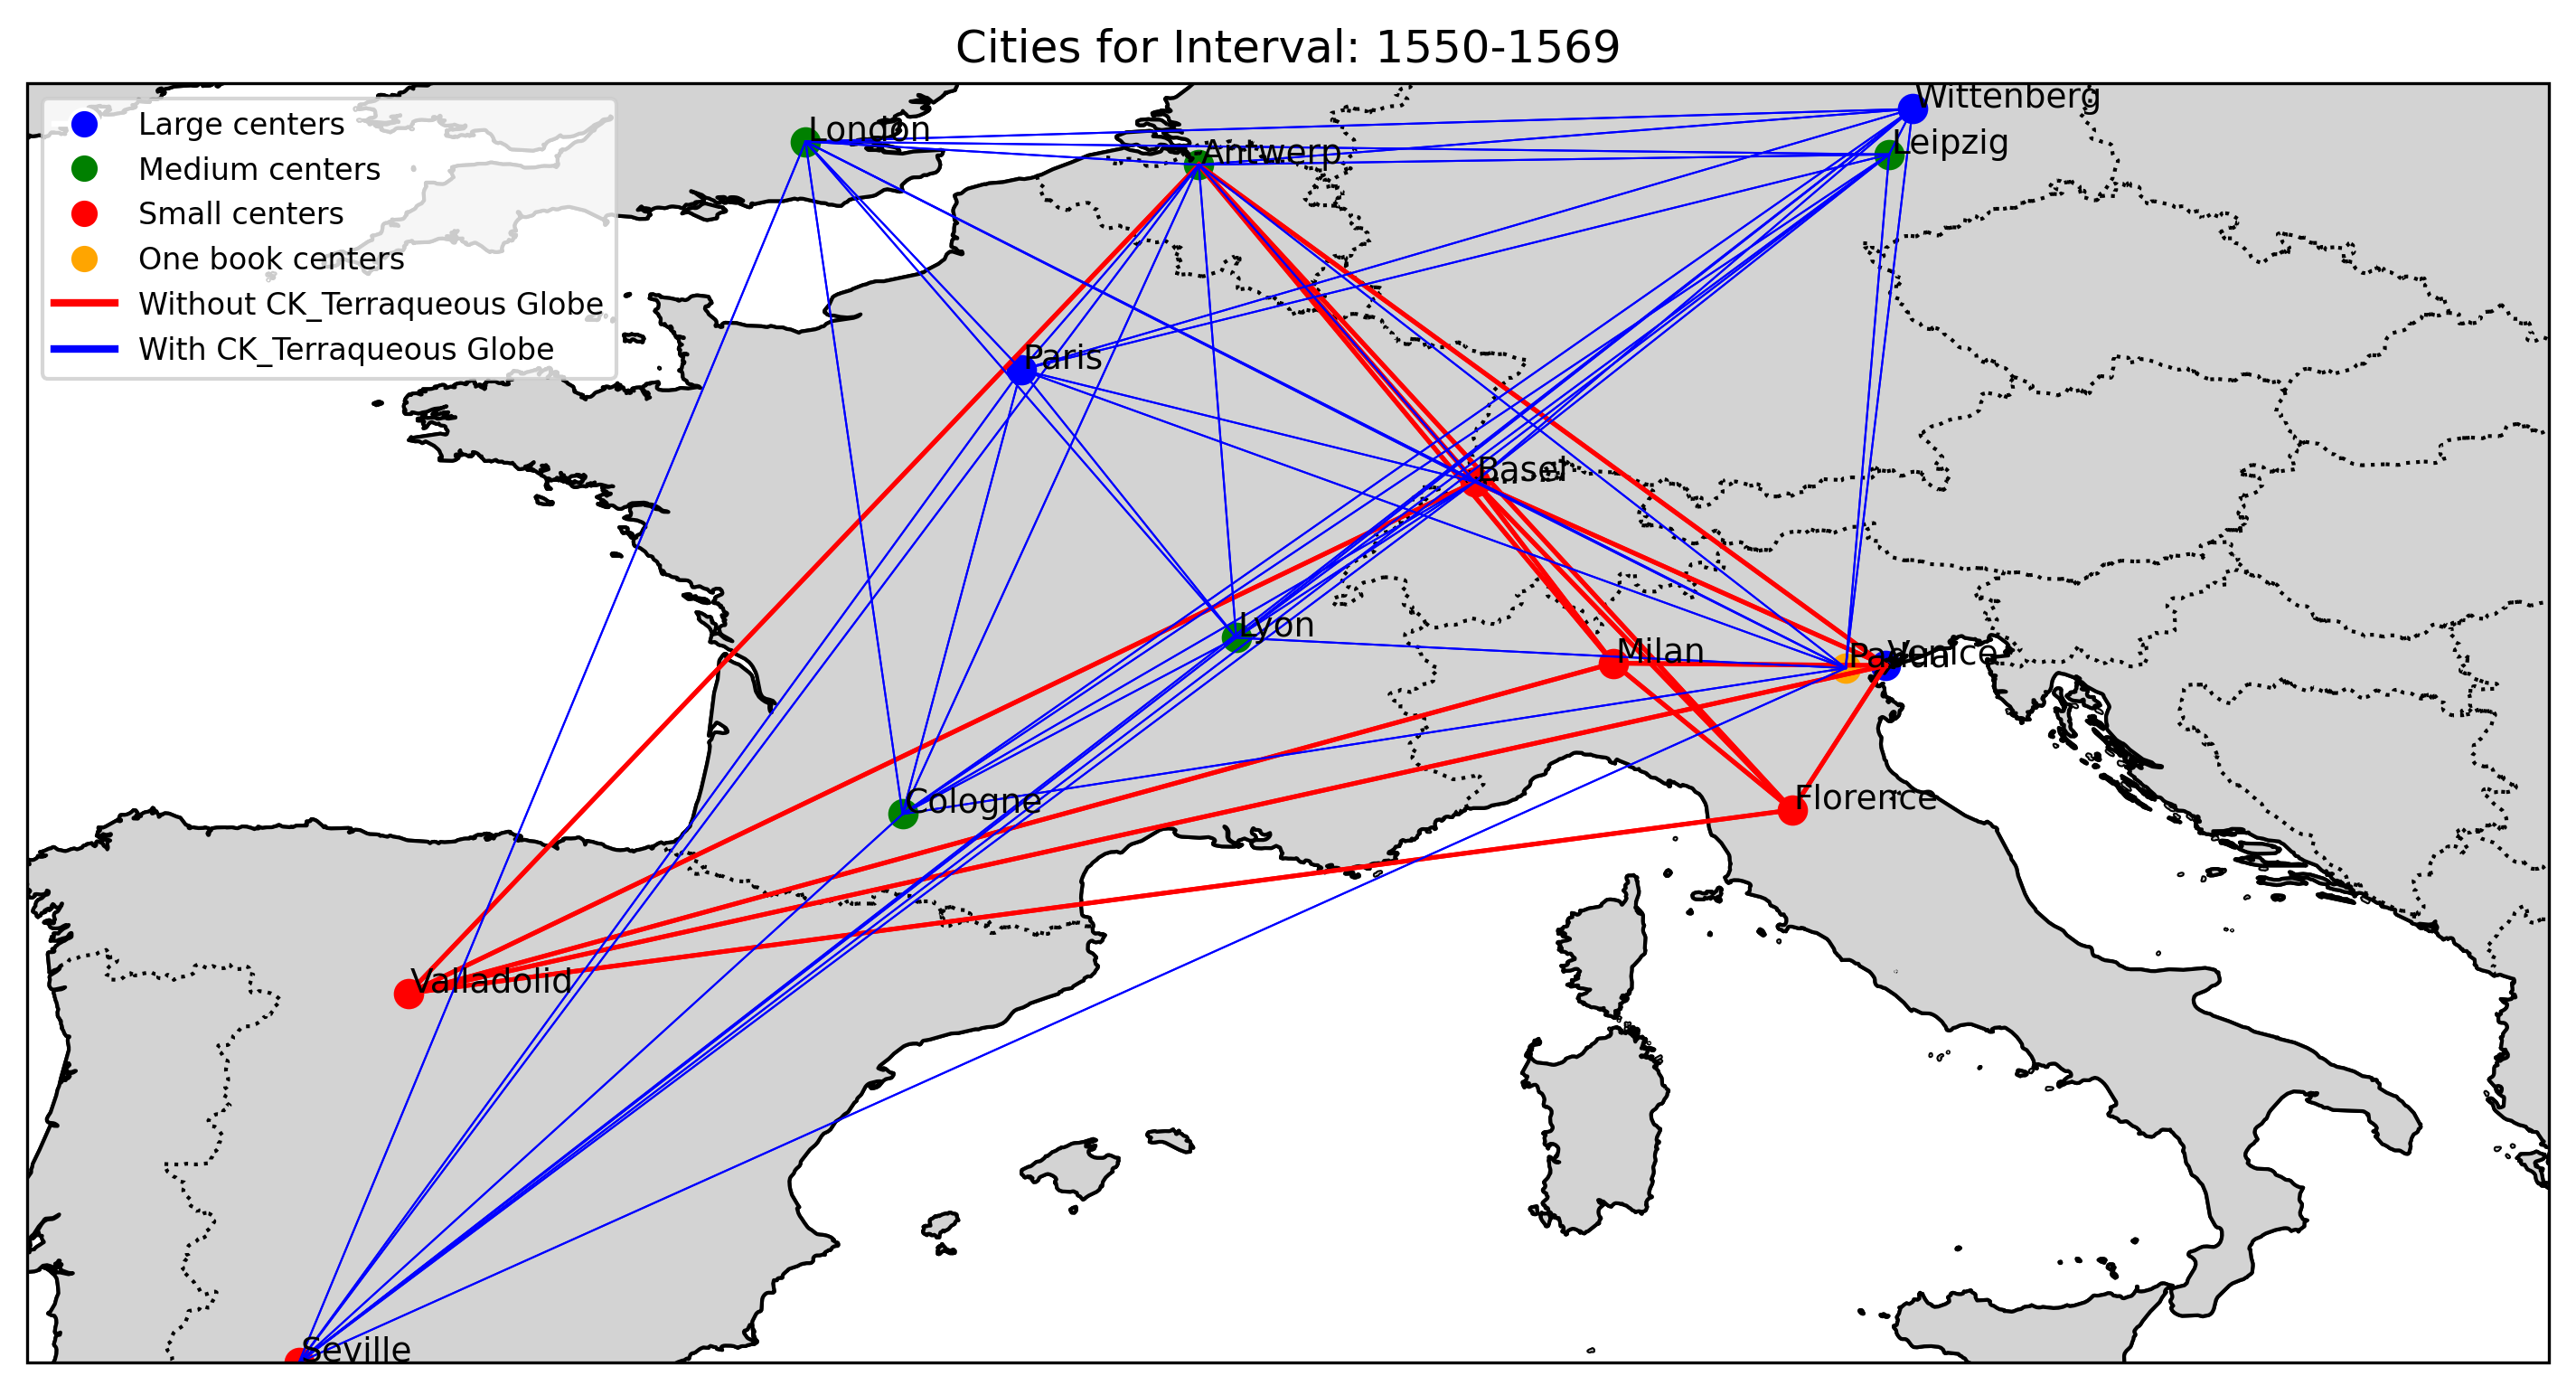 Cities for Interval: 1550-1569
Large centers
Medium centers
Small centers
One book centers
Without CK_Terraqueous Globe
With CK_Terraqueous Globe
Wittenberg
London
Leipzig
Antwerp
Paris
Basel
Lyon
Milan
Padua
Venice
Cologne
Florence
Valladolid
Seville